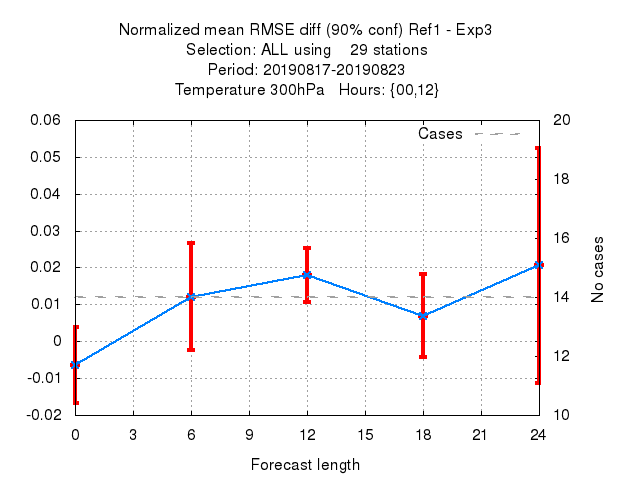 Normalized mean RMSE diff (90% conf) Ref1 - Exp3
Selection: ALL using    29 stations
Period: 20190817-20190823
Temperature 300hPa   Hours: {00,12}
Cases
0.06
0.05
0.04
0.03
0.02
0.01
0
-0.01
-0.02
20
18
16
14
12
10
No cases
0 3 6 9 12 15 18 21 24
Forecast length